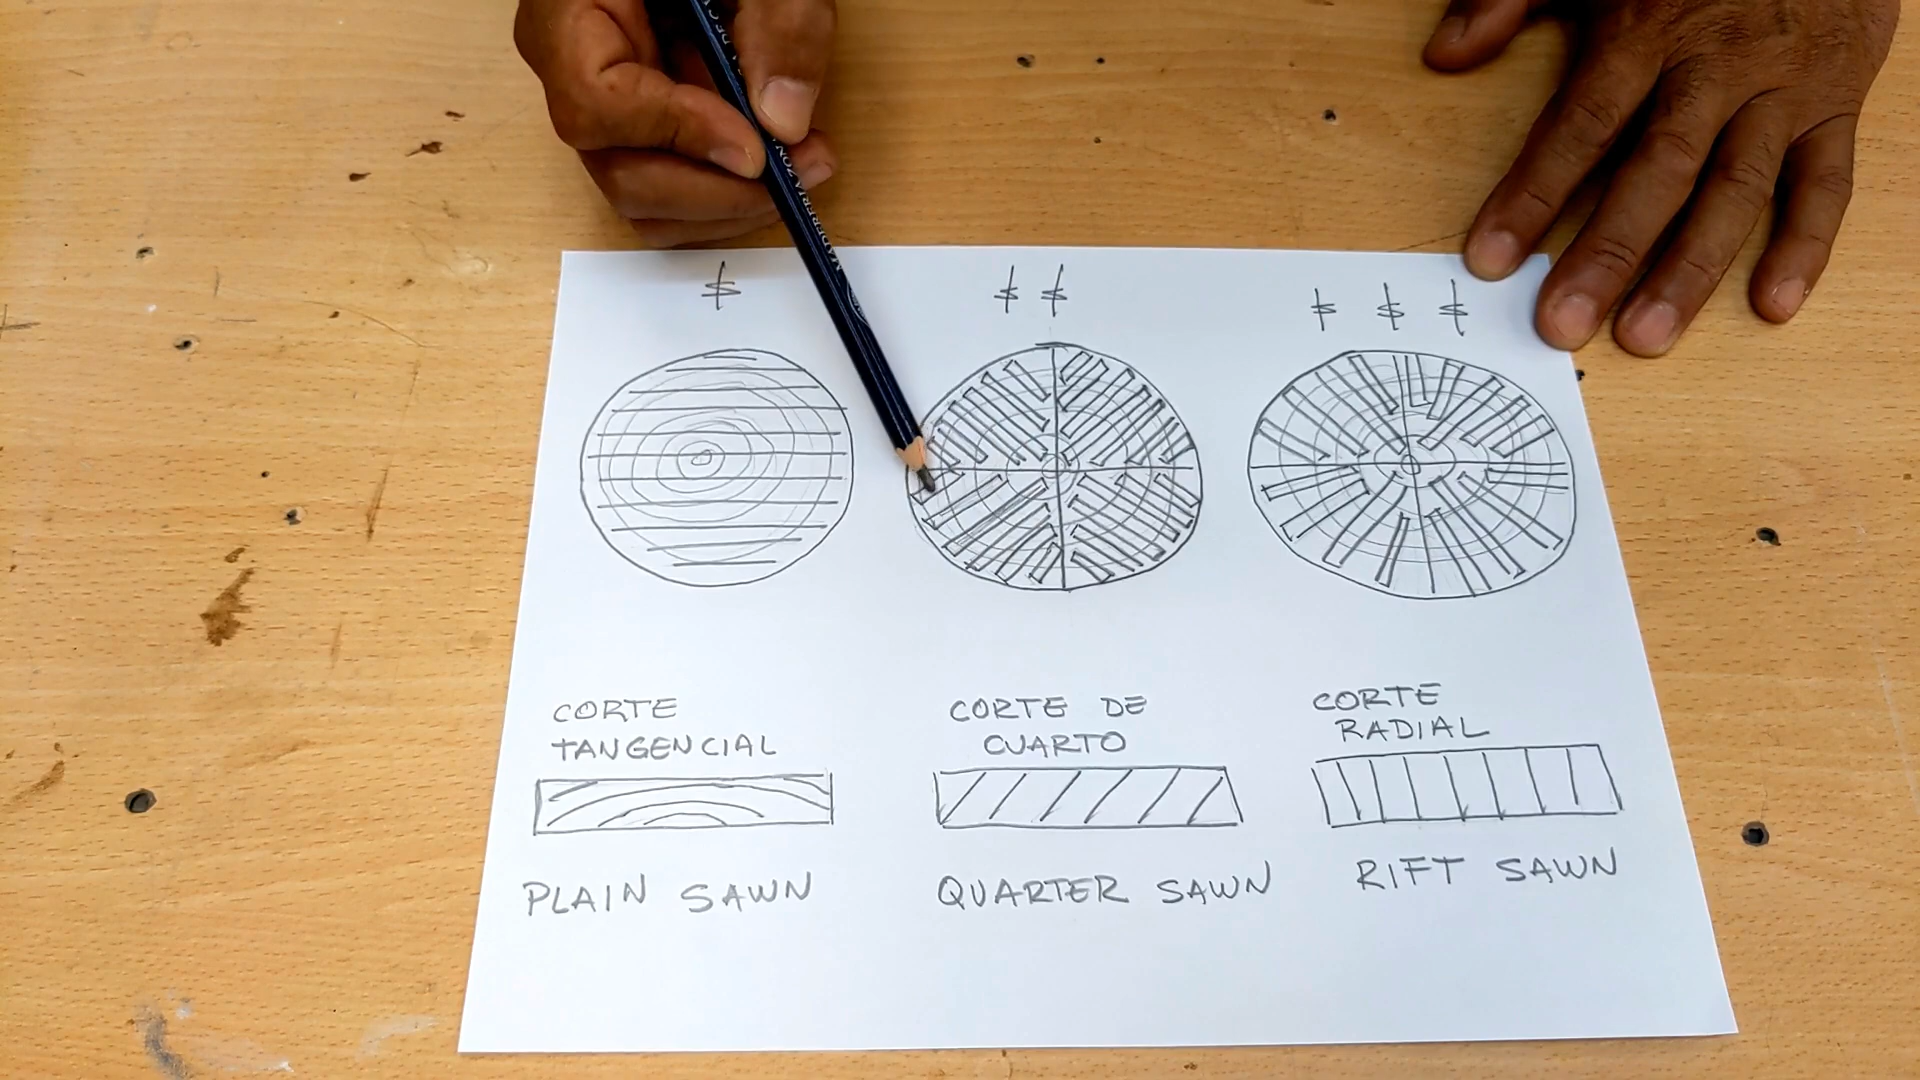 $
$ $
$ $ $
CORTE
TANGENCIAL
CORTE DE
CUARTO
CORTE
RADIAL
PLAIN SAWN
QUARTER SAWN
RIFT SAWN